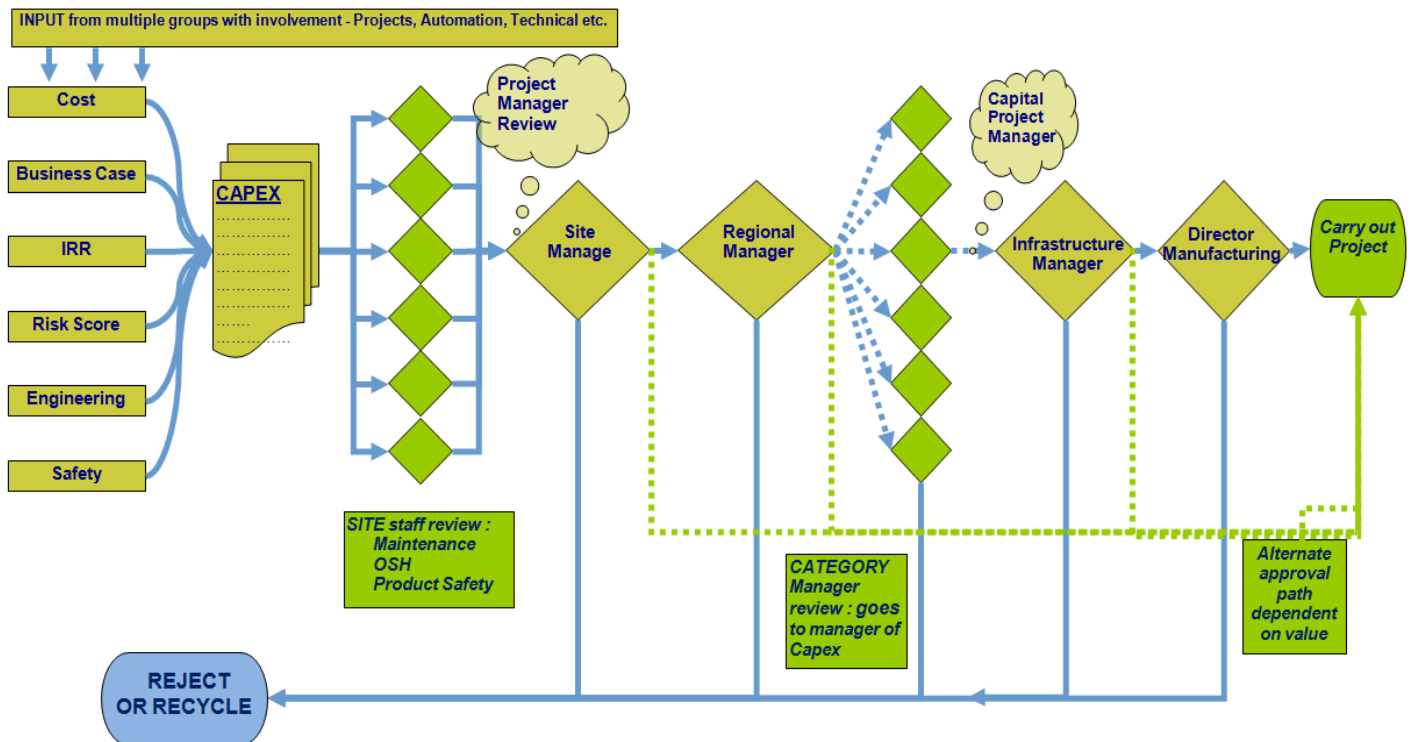 INPUT from multiple groups with involvement - Projects, Automation, Technical etc.
Cost
Business Case
IRR
Risk Score
Engineering
Safety
CAPEX
....................
....................
....................
....................
....................
....................
.......
....................
Project
Manager
Review
Site
Manage
Regional
Manager
Capital
Project
Manager
Infrastructure
Manager
Director
Manufacturing
Carry out
Project
SITE staff review :
Maintenance
OSH
Product Safety
CATEGORY
Manager
review : goes
to manager of
Capex
Alternate
approval
path
dependent
on value
REJECT
OR RECYCLE